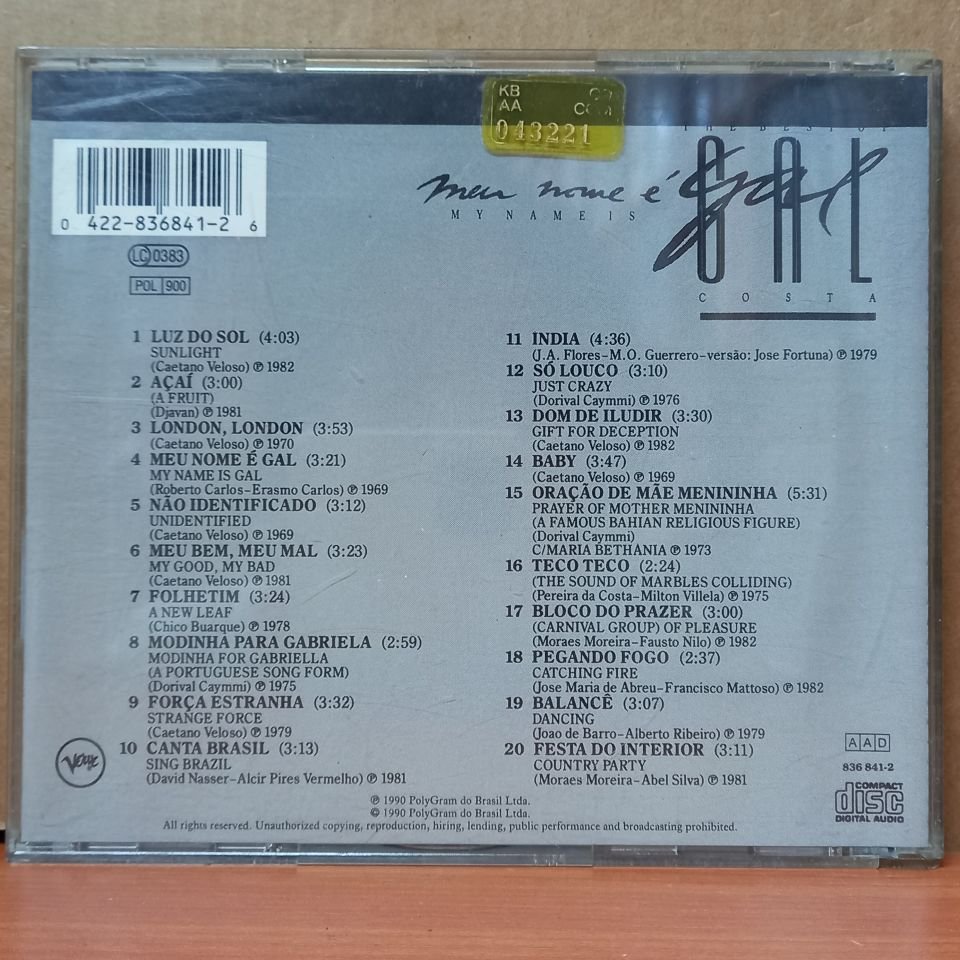 KB
AA
043221
THE BEST OF
GAL
meu nome é Gal
MY NAME IS
COSTA
0 422-836841-2 6
LC 0383
POL 900
1 LUZ DO SOL (4:03)
SUNLIGHT
(Caetano Veloso) ℗ 1982
2 AÇAÍ (3:00)
(A FRUIT)
(Djavan) ℗ 1981
3 LONDON, LONDON (3:53)
(Caetano Veloso) ℗ 1970
4 MEU NOME É GAL (3:21)
MY NAME IS GAL
(Roberto Carlos-Erasmo Carlos) ℗ 1969
5 NÃO IDENTIFICADO (3:12)
UNIDENTIFIED
(Caetano Veloso) ℗ 1969
6 MEU BEM, MEU MAL (3:23)
MY GOOD, MY BAD
(Caetano Veloso) ℗ 1981
7 FOLHETIM (3:24)
A NEW LEAF
(Chico Buarque) ℗ 1978
8 MODINHA PARA GABRIELA (2:59)
MODINHA FOR GABRIELLA
(A PORTUGUESE SONG FORM)
(Dorival Caymmi) ℗ 1975
9 FORÇA ESTRANHA (3:32)
STRANGE FORCE
(Caetano Veloso) ℗ 1979
10 CANTA BRASIL (3:13)
SING BRAZIL
(David Nasser-Alcir Pires Vermelho) ℗ 1981
11 INDIA (4:36)
(J.A. Flores-M.O. Guerrero-versão: Jose Fortuna) ℗ 1979
12 SÓ LOUCO (3:10)
JUST CRAZY
(Dorival Caymmi) ℗ 1976
13 DOM DE ILUDIR (3:30)
GIFT FOR DECEPTION
(Caetano Veloso) ℗ 1982
14 BABY (3:47)
(Caetano Veloso) ℗ 1969
15 ORAÇÃO DE MÃE MENININHA (5:31)
PRAYER OF MOTHER MENININHA
(A FAMOUS BAHIAN RELIGIOUS FIGURE)
(Dorival Caymmi)
C/MARIA BETHANIA ℗ 1973
16 TECO TECO (2:24)
(THE SOUND OF MARBLES COLLIDING)
(Pereira da Costa-Milton Villela) ℗ 1975
17 BLOCO DO PRAZER (3:00)
(CARNIVAL GROUP) OF PLEASURE
(Moraes Moreira-Fausto Nilo) ℗ 1982
18 PEGANDO FOGO (2:37)
CATCHING FIRE
(Jose Maria de Abreu-Francisco Mattoso) ℗ 1982
19 BALANCÊ (3:07)
DANCING
(Joao de Barro-Alberto Ribeiro) ℗ 1979
20 FESTA DO INTERIOR (3:11)
COUNTRY PARTY
(Moraes Moreira-Abel Silva) ℗ 1981
Verve
AAD
836 841-2
COMPACT
disc
DIGITAL AUDIO
℗ 1990 PolyGram do Brasil Ltda.
© 1990 PolyGram do Brasil Ltda.
All rights reserved. Unauthorized copying, reproduction, hiring, lending, public performance and broadcasting prohibited.